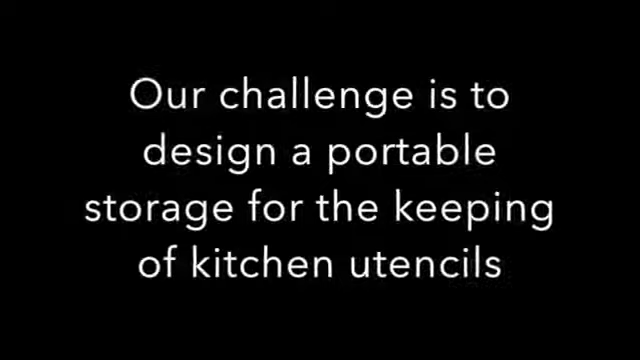 Our challenge is to
design a portable
storage for the keeping
of kitchen utencils